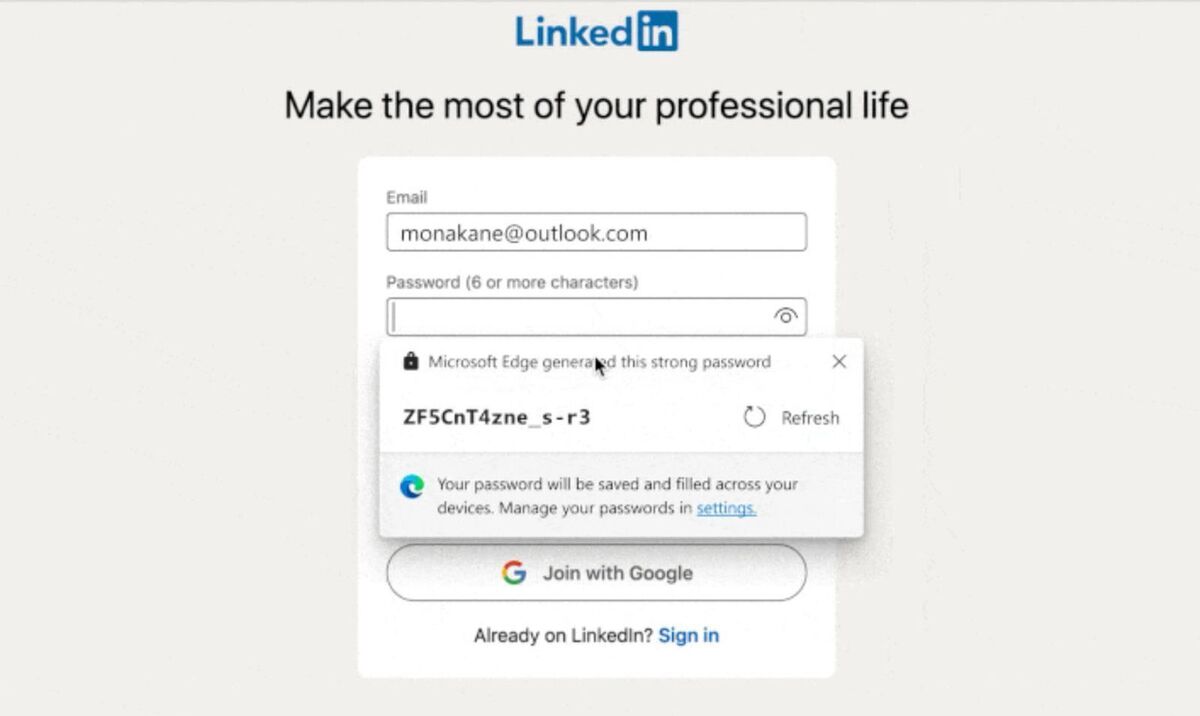 LinkedIn
Make the most of your professional life
Email
monakane@outlook.com
Password (6 or more characters)
Microsoft Edge generated this strong password
ZF5CnT4zne_s-r3
Refresh
Your password will be saved and filled across your
devices. Manage your passwords in settings.
Join with Google
Already on LinkedIn? Sign in